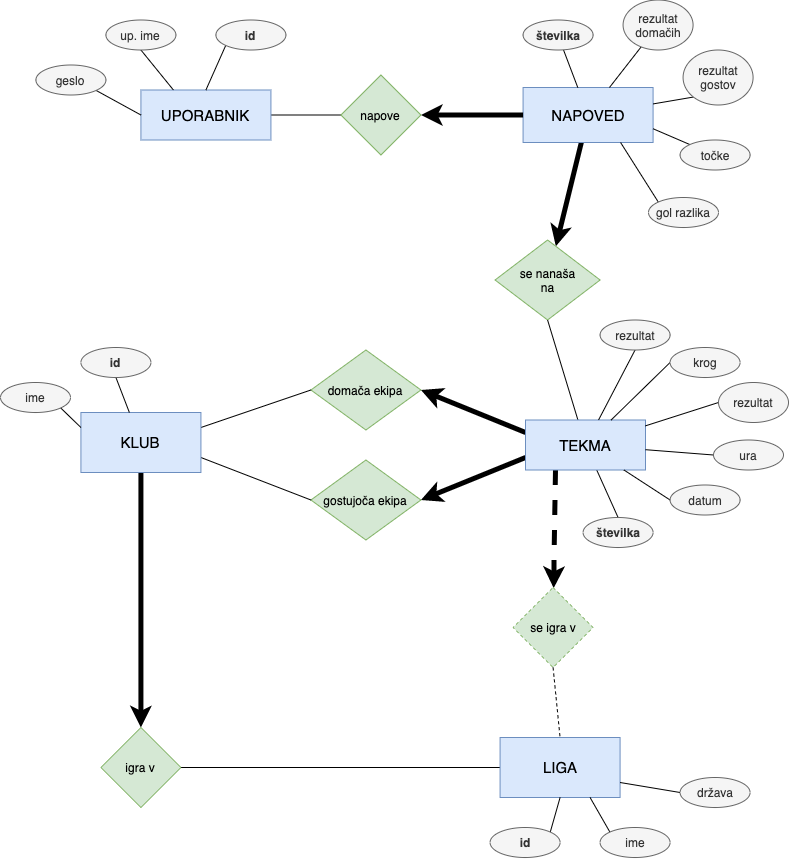 rezultat
domačih
up. ime
id
številka
geslo
rezultat
gostov
UPORABNIK
napove
NAPOVED
točke
gol razlika
se nanaša
na
rezultat
id
krog
ime
domača ekipa
rezultat
KLUB
TEKMA
ura
gostujoča ekipa
datum
številka
se igra v
igra v
LIGA
država
id
ime